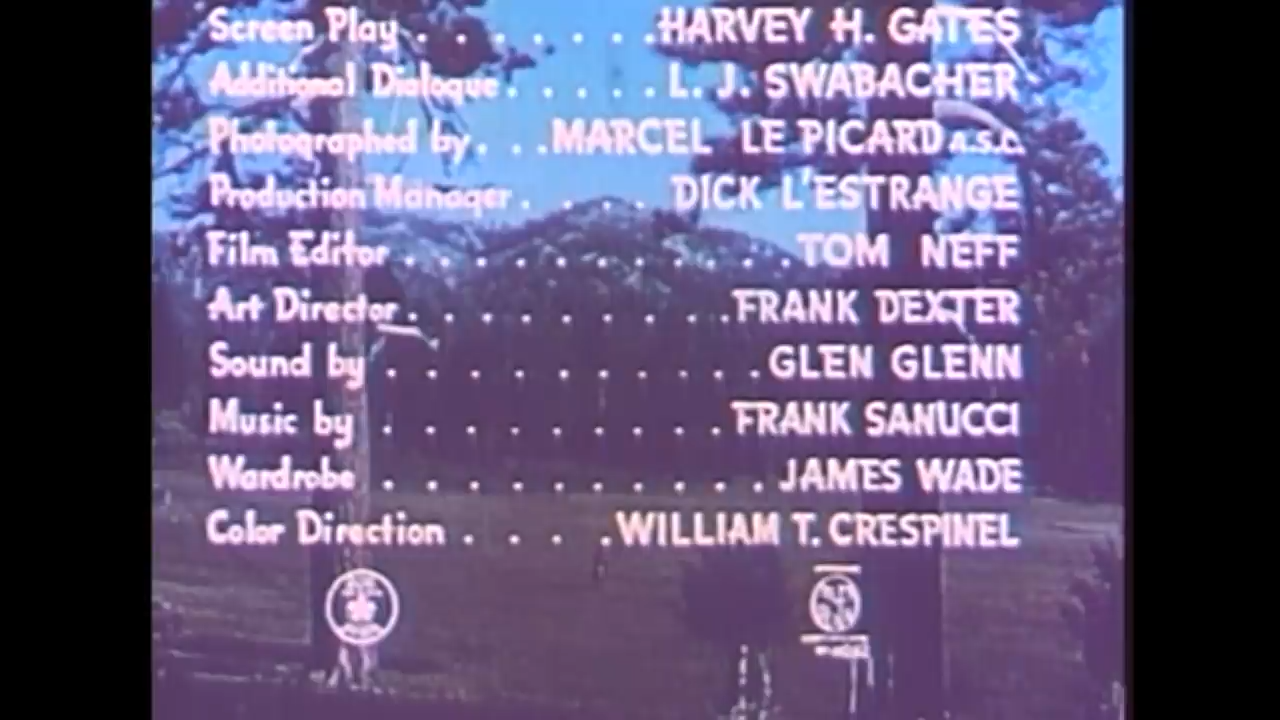 Screen Play . . . . . . .HARVEY H. GATES
Additional Dialogue. . . . .L. J. SWABACHER
Photographed by. . .MARCEL LE PICARD A.S.C.
Production Manager. . . . DICK L'ESTRANGE
Film Editor . . . . . . . . . .TOM NEFF
Art Director. . . . . . . . .FRANK DEXTER
Sound by . . . . . . . . . .GLEN GLENN
Music by . . . . . . . . .FRANK SANUCCI
Wardrobe . . . . . . . . . .JAMES WADE
Color Direction . . . .WILLIAM T. CRESPINEL